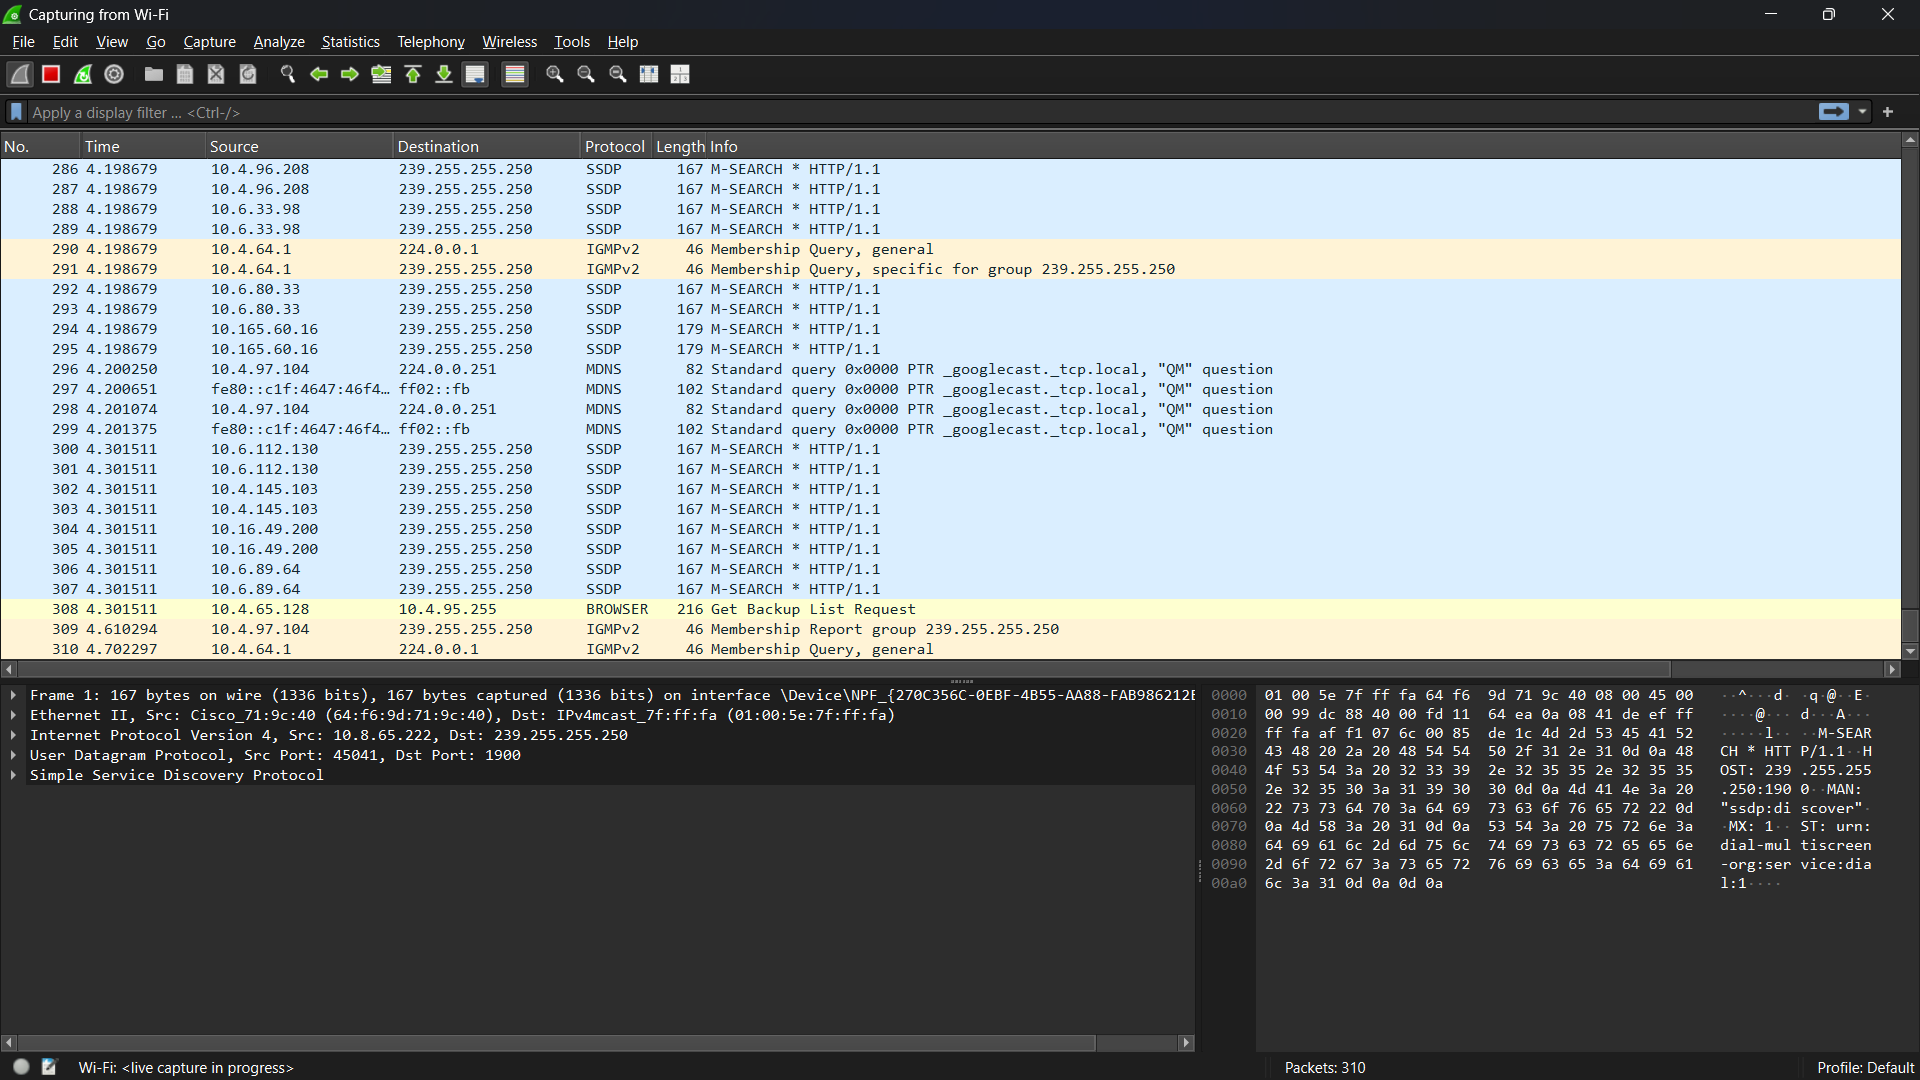 Capturing from Wi-Fi
File Edit View Go Capture Analyze Statistics Telephony Wireless Tools Help
Apply a display filter ... <Ctrl-/>
No. Time Source Destination Protocol Length Info
286 4.198679 10.4.96.208 239.255.255.250 SSDP 167 M-SEARCH * HTTP/1.1
287 4.198679 10.4.96.208 239.255.255.250 SSDP 167 M-SEARCH * HTTP/1.1
288 4.198679 10.6.33.98 239.255.255.250 SSDP 167 M-SEARCH * HTTP/1.1
289 4.198679 10.6.33.98 239.255.255.250 SSDP 167 M-SEARCH * HTTP/1.1
290 4.198679 10.4.64.1 224.0.0.1 IGMPv2 46 Membership Query, general
291 4.198679 10.4.64.1 239.255.255.250 IGMPv2 46 Membership Query, specific for group 239.255.255.250
292 4.198679 10.6.80.33 239.255.255.250 SSDP 167 M-SEARCH * HTTP/1.1
293 4.198679 10.6.80.33 239.255.255.250 SSDP 167 M-SEARCH * HTTP/1.1
294 4.198679 10.165.60.16 239.255.255.250 SSDP 179 M-SEARCH * HTTP/1.1
295 4.198679 10.165.60.16 239.255.255.250 SSDP 179 M-SEARCH * HTTP/1.1
296 4.200250 10.4.97.104 224.0.0.251 MDNS 82 Standard query 0x0000 PTR _googlecast._tcp.local, "QM" question
297 4.200651 fe80::c1f:4647:46f4… ff02::fb MDNS 102 Standard query 0x0000 PTR _googlecast._tcp.local, "QM" question
298 4.201074 10.4.97.104 224.0.0.251 MDNS 82 Standard query 0x0000 PTR _googlecast._tcp.local, "QM" question
299 4.201375 fe80::c1f:4647:46f4… ff02::fb MDNS 102 Standard query 0x0000 PTR _googlecast._tcp.local, "QM" question
300 4.301511 10.6.112.130 239.255.255.250 SSDP 167 M-SEARCH * HTTP/1.1
301 4.301511 10.6.112.130 239.255.255.250 SSDP 167 M-SEARCH * HTTP/1.1
302 4.301511 10.4.145.103 239.255.255.250 SSDP 167 M-SEARCH * HTTP/1.1
303 4.301511 10.4.145.103 239.255.255.250 SSDP 167 M-SEARCH * HTTP/1.1
304 4.301511 10.16.49.200 239.255.255.250 SSDP 167 M-SEARCH * HTTP/1.1
305 4.301511 10.16.49.200 239.255.255.250 SSDP 167 M-SEARCH * HTTP/1.1
306 4.301511 10.6.89.64 239.255.255.250 SSDP 167 M-SEARCH * HTTP/1.1
307 4.301511 10.6.89.64 239.255.255.250 SSDP 167 M-SEARCH * HTTP/1.1
308 4.301511 10.4.65.128 10.4.95.255 BROWSER 216 Get Backup List Request
309 4.610294 10.4.97.104 239.255.255.250 IGMPv2 46 Membership Report group 239.255.255.250
310 4.702297 10.4.64.1 224.0.0.1 IGMPv2 46 Membership Query, general
Frame 1: 167 bytes on wire (1336 bits), 167 bytes captured (1336 bits) on interface \Device\NPF_{270C356C-0EBF-4B55-AA88-FAB986212E
Ethernet II, Src: Cisco_71:9c:40 (64:f6:9d:71:9c:40), Dst: IPv4mcast_7f:ff:fa (01:00:5e:7f:ff:fa)
Internet Protocol Version 4, Src: 10.8.65.222, Dst: 239.255.255.250
User Datagram Protocol, Src Port: 45041, Dst Port: 1900
Simple Service Discovery Protocol
0000 01 00 5e 7f ff fa 64 f6 9d 71 9c 40 08 00 45 00 ··^···d· ·q·@··E·
0010 00 99 dc 88 40 00 fd 11 64 ea 0a 08 41 de ef ff ····@··· d···A···
0020 ff fa af f1 07 6c 00 85 de 1c 4d 2d 53 45 41 52 ·····l·· ··M-SEAR
0030 43 48 20 2a 20 48 54 54 50 2f 31 2e 31 0d 0a 48 CH * HTT P/1.1··H
0040 4f 53 54 3a 20 32 33 39 2e 32 35 35 2e 32 35 35 OST: 239 .255.255
0050 2e 32 35 30 3a 31 39 30 30 0d 0a 4d 41 4e 3a 20 .250:190 0··MAN:
0060 22 73 73 64 70 3a 64 69 73 63 6f 76 65 72 22 0d "ssdp:di scover"·
0070 0a 4d 58 3a 20 31 0d 0a 53 54 3a 20 75 72 6e 3a ·MX: 1·· ST: urn:
0080 64 69 61 6c 2d 6d 75 6c 74 69 73 63 72 65 65 6e dial-mul tiscreen
0090 2d 6f 72 67 3a 73 65 72 76 69 63 65 3a 64 69 61 -org:ser vice:dia
00a0 6c 3a 31 0d 0a 0d 0a l:1····
Wi-Fi: <live capture in progress> Packets: 310 Profile: Default